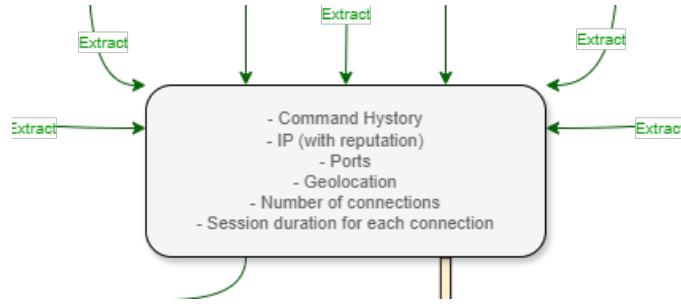 Extract
Extract
Extract
- Command Hystory
- IP (with reputation)
- Ports
- Geolocation
- Number of connections
- Session duration for each connection
Extract
Extract